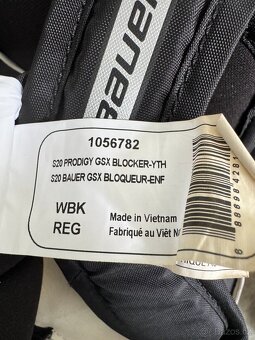 BAUER
1056782
S20 PRODIGY GSX BLOCKER-YTH
S20 BAUER GSX BLOQUEUR-ENF
WBK
REG
Made in Vietnam
Fabriqué au Việt